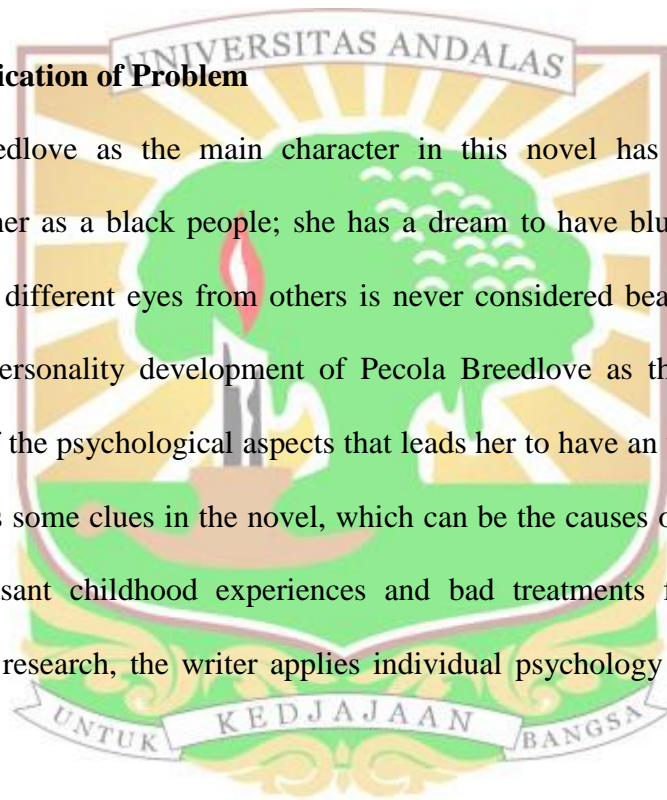 UNIVERSITAS ANDALAS
ication of Problem
edlove as the main character in this novel has
her as a black people; she has a dream to have blu
different eyes from others is never considered bea
ersonality development of Pecola Breedlove as th
f the psychological aspects that leads her to have an
s some clues in the novel, which can be the causes o
sant childhood experiences and bad treatments f
research, the writer applies individual psychology
UNTUK KEDJAJAAN BANGSA